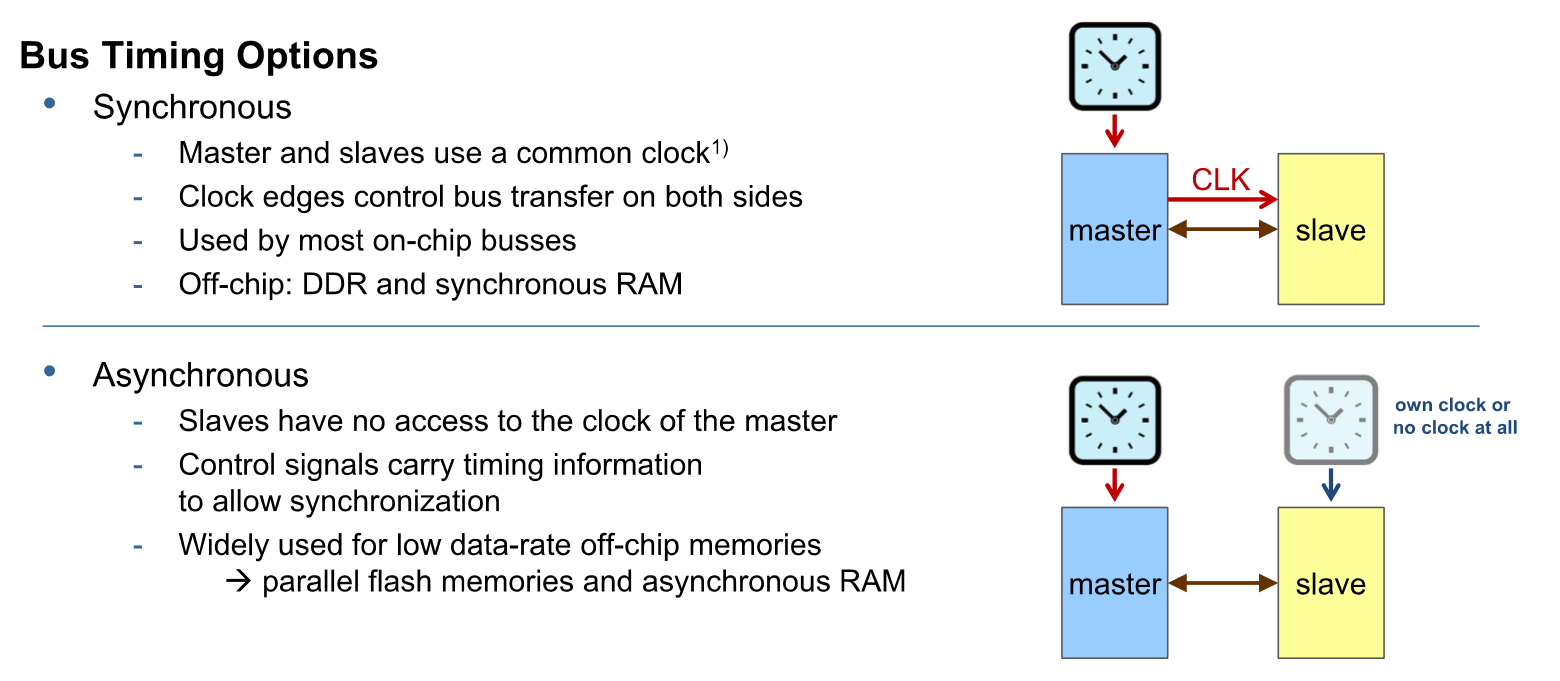 Bus Timing Options
• Synchronous
- Master and slaves use a common clock1)
- Clock edges control bus transfer on both sides
- Used by most on-chip busses
- Off-chip: DDR and synchronous RAM
CLK
master
slave
• Asynchronous
- Slaves have no access to the clock of the master
- Control signals carry timing information
to allow synchronization
- Widely used for low data-rate off-chip memories
→ parallel flash memories and asynchronous RAM
own clock or
no clock at all
master
slave